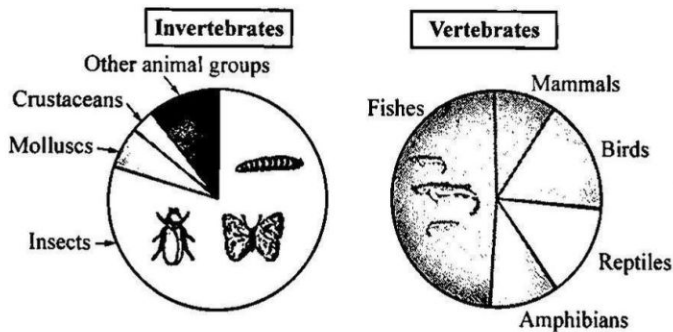 Invertebrates
Other animal groups
Crustaceans
Molluscs
Insects
Vertebrates
Mammals
Fishes
Birds
Reptiles
Amphibians